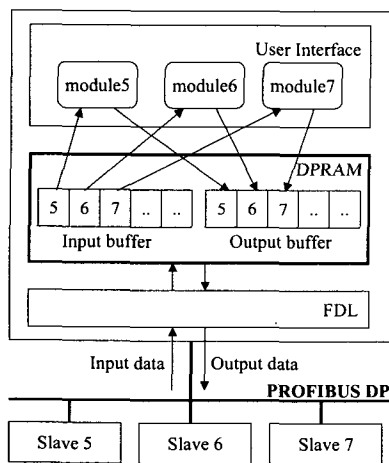 User Interface
module5 module6 module7
DPRAM
5 6 7 .. .. 5 6 7 .. ..
Input buffer Output buffer
FDL
Input data Output data
PROFIBUS DP
Slave 5 Slave 6 Slave 7